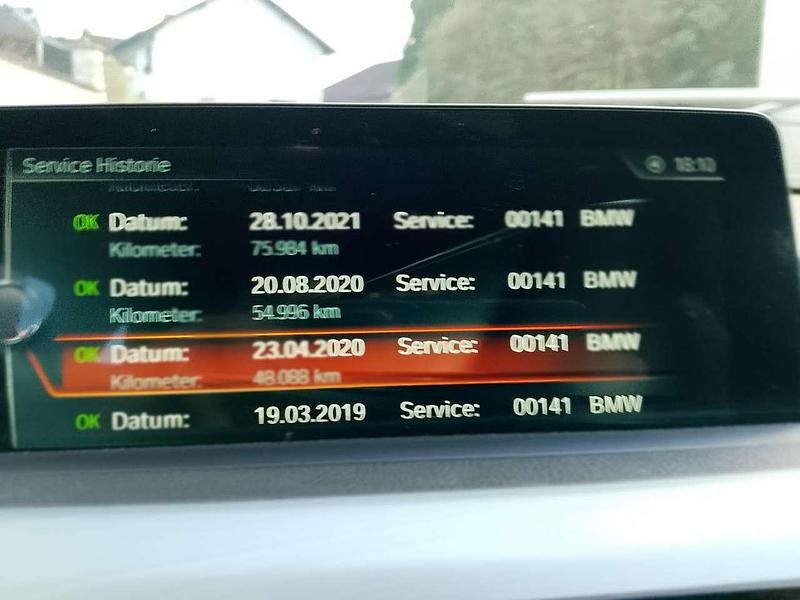 Service Historie
OK Datum: 28.10.2021 Service: 00141 BMW
Kilometer: 75.984 km
OK Datum: 20.08.2020 Service: 00141 BMW
Kilometer: 54.996 km
OK Datum: 23.04.2020 Service: 00141 BMW
Kilometer: 48.088 km
OK Datum: 19.03.2019 Service: 00141 BMW